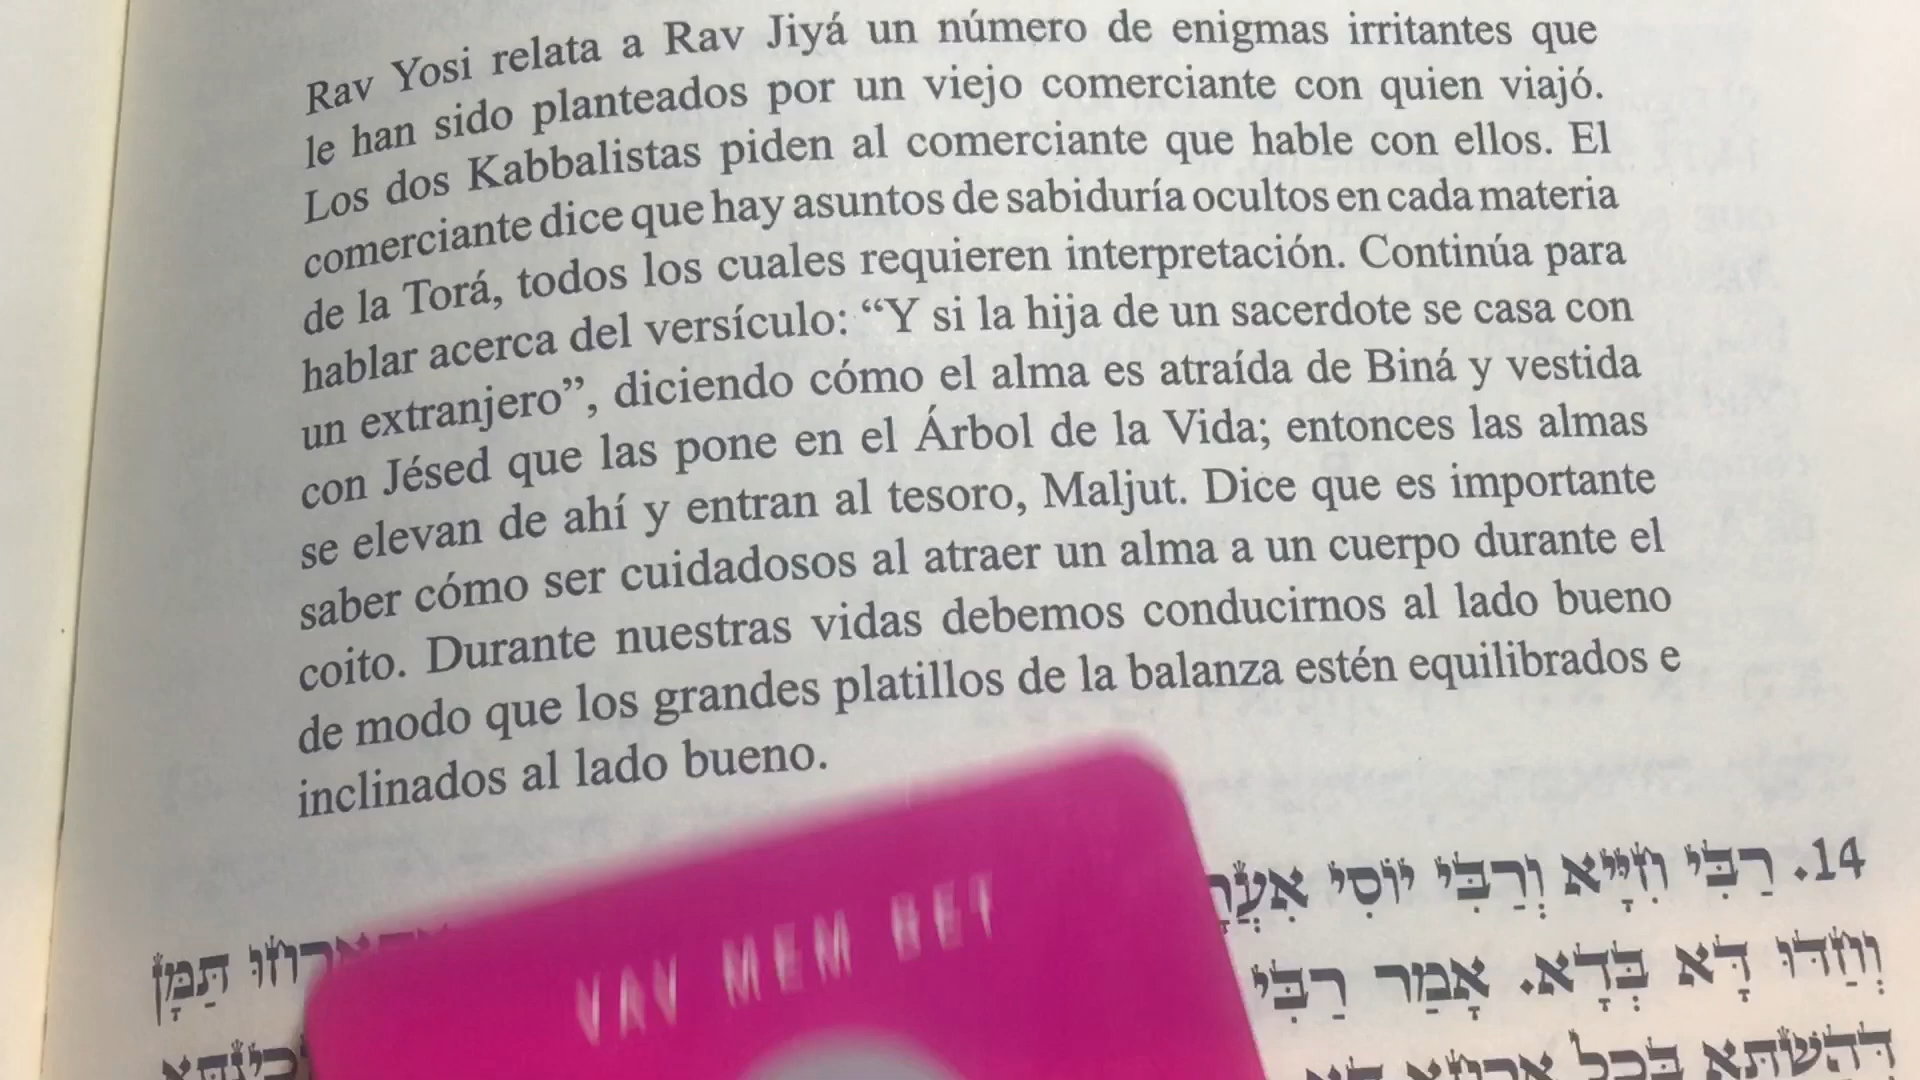 Rav Yosi relata a Rav Jiyá un número de enigmas irritantes que
le han sido planteados por un viejo comerciante con quien viajó.
Los dos Kabbalistas piden al comerciante que hable con ellos. El
comerciante dice que hay asuntos de sabiduría ocultos en cada materia
de la Torá, todos los cuales requieren interpretación. Continúa para
hablar acerca del versículo: “Y si la hija de un sacerdote se casa con
un extranjero”, diciendo cómo el alma es atraída de Biná y vestida
con Jésed que las pone en el Árbol de la Vida; entonces las almas
se elevan de ahí y entran al tesoro, Maljut. Dice que es importante
saber cómo ser cuidadosos al atraer un alma a un cuerpo durante el
coito. Durante nuestras vidas debemos conducirnos al lado bueno
de modo que los grandes platillos de la balanza estén equilibrados e
inclinados al lado bueno.
14. רַבִּי חִזְיָּיא וְרַבִּי יוֹסִי
וְחַדּוּ דָּא בְּדָא. אָמַר רַבִּי תַּמָּן
דְּהַשְׁתָּא בְּכָל
VAV MEM BET